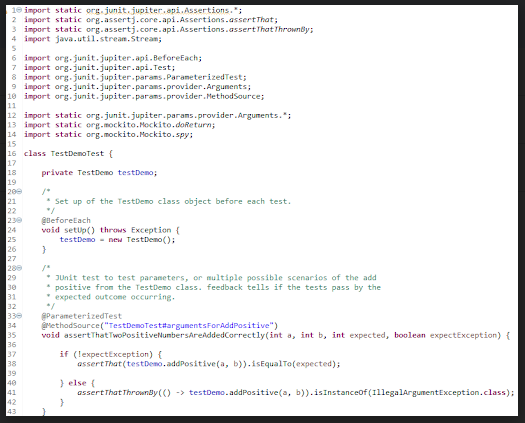 1 import static org.junit.jupiter.api.Assertions.*;
2 import static org.assertj.core.api.Assertions.assertThat;
3 import static org.assertj.core.api.Assertions.assertThatThrownBy;
4 import java.util.stream.Stream;
5
6 import org.junit.jupiter.api.BeforeEach;
7 import org.junit.jupiter.api.Test;
8 import org.junit.jupiter.params.ParameterizedTest;
9 import org.junit.jupiter.params.provider.Arguments;
10 import org.junit.jupiter.params.provider.MethodSource;
11
12 import static org.junit.jupiter.params.provider.Arguments.*;
13 import static org.mockito.Mockito.doReturn;
14 import static org.mockito.Mockito.spy;
15
16 class TestDemoTest {
17
18 private TestDemo testDemo;
19
20 /*
21 * Set up of the TestDemo class object before each test.
22 */
23 @BeforeEach
24 void setUp() throws Exception {
25 testDemo = new TestDemo();
26 }
27
28 /*
29 * JUnit test to test parameters, or multiple possible scenarios of the add
30 * positive from the TestDemo class. feedback tells if the tests pass by the
31 * expected outcome occurring.
32 */
33 @ParameterizedTest
34 @MethodSource("TestDemoTest#argumentsForAddPositive")
35 void assertThatTwoPositiveNumbersAreAddedCorrectly(int a, int b, int expected, boolean expectException) {
36
37 if (!expectException) {
38 assertThat(testDemo.addPositive(a, b)).isEqualTo(expected);
39
40 } else {
41 assertThatThrownBy(() -> testDemo.addPositive(a, b)).isInstanceOf(IllegalArgumentException.class);
42 }
43 }